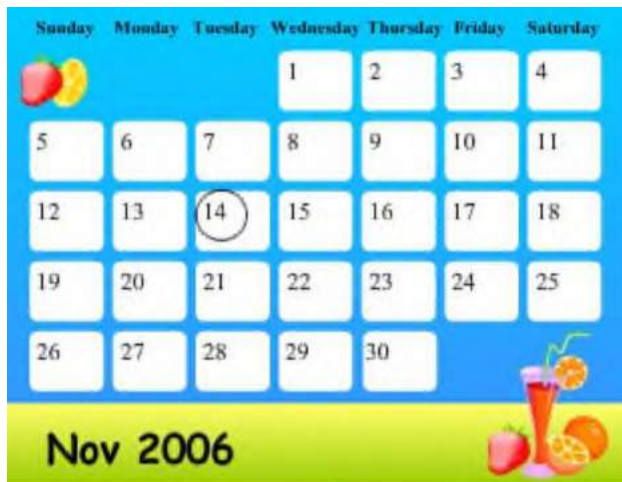 Sunday Monday Tuesday Wednesday Thursday Friday Saturday
1 2 3 4
5 6 7 8 9 10 11
12 13 14 15 16 17 18
19 20 21 22 23 24 25
26 27 28 29 30
Nov 2006